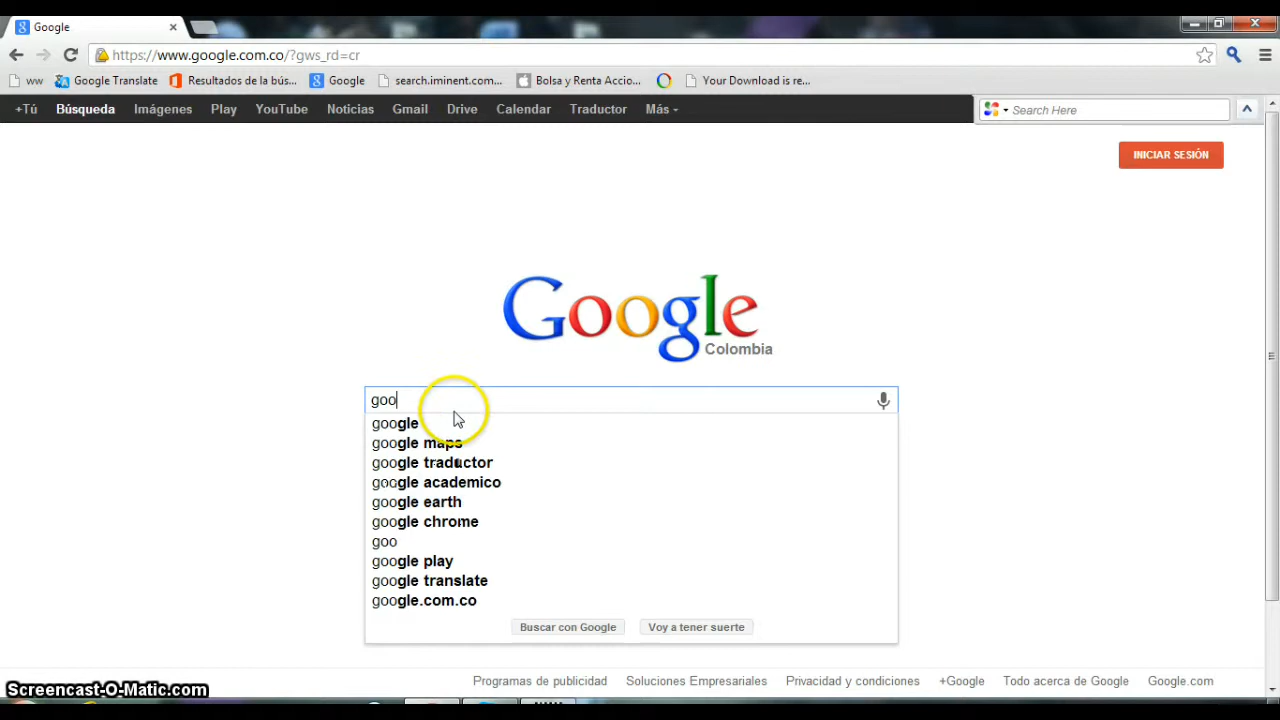 Google
https://www.google.com.co/?gws_rd=cr
ww Google Translate Resultados de la bús... Google search.iminent.com... Bolsa y Renta Accio... Your Download is re...
+Tú Búsqueda Imágenes Play YouTube Noticias Gmail Drive Calendar Traductor Más Search Here
INICIAR SESIÓN
Google
Colombia
goo
google
google maps
google traductor
google academico
google earth
google chrome
goo
google play
google translate
google.com.co
Buscar con Google Voy a tener suerte
Programas de publicidad Soluciones Empresariales Privacidad y condiciones +Google Todo acerca de Google Google.com
Screencast-O-Matic.com